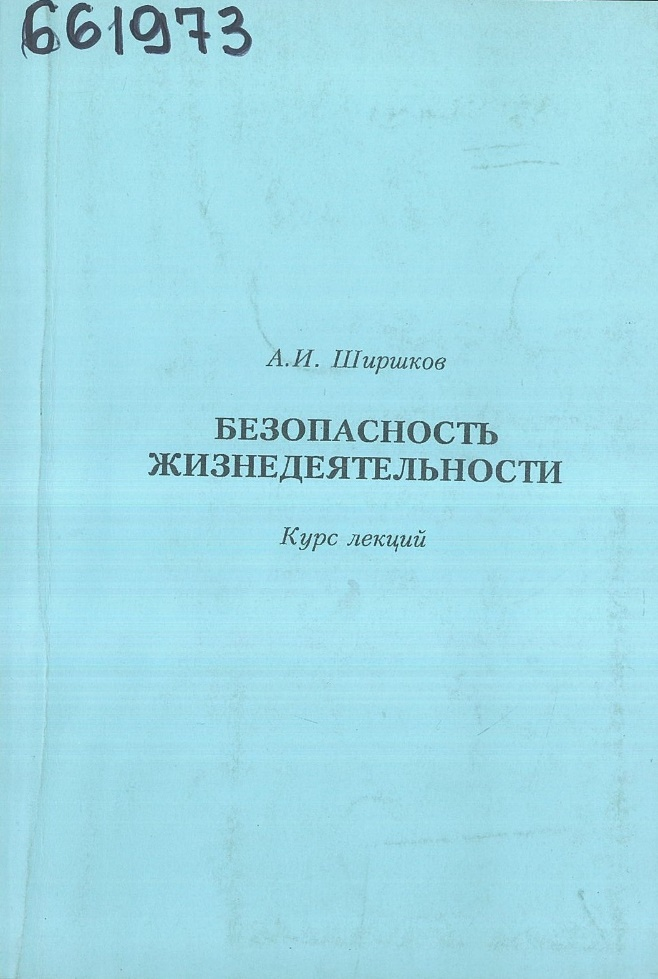 661973
А.И. Ширшков
БЕЗОПАСНОСТЬ
ЖИЗНЕДЕЯТЕЛЬНОСТИ
Курс лекций